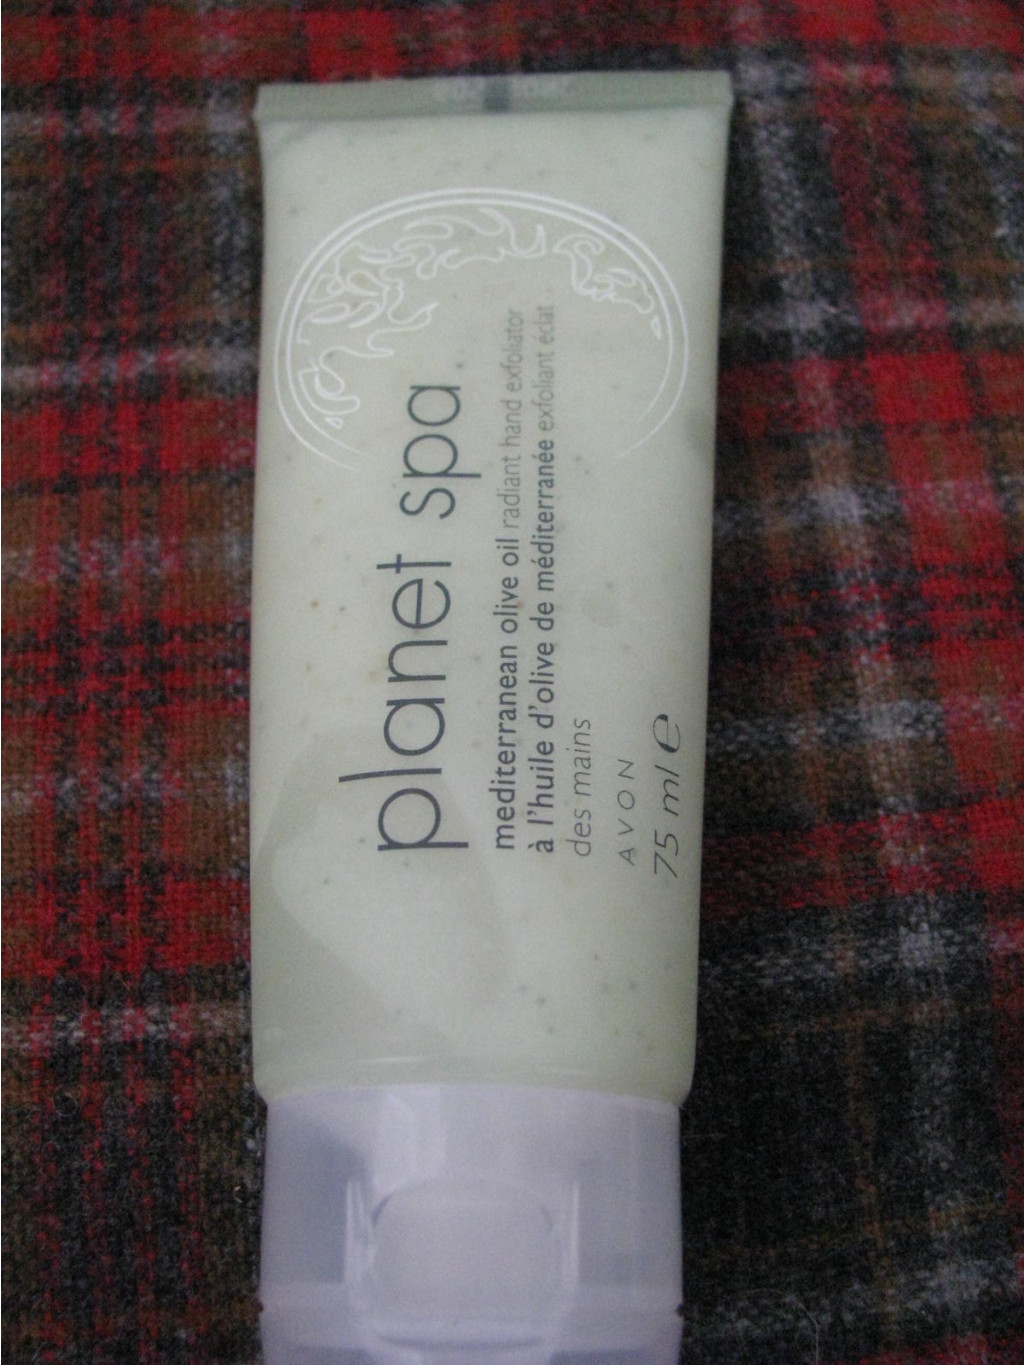 planet spa
mediterranean olive oil radiant hand exfoliator
à l'huile d'olive de méditerranée exfoliant éclat
des mains
AVON
75 ml e